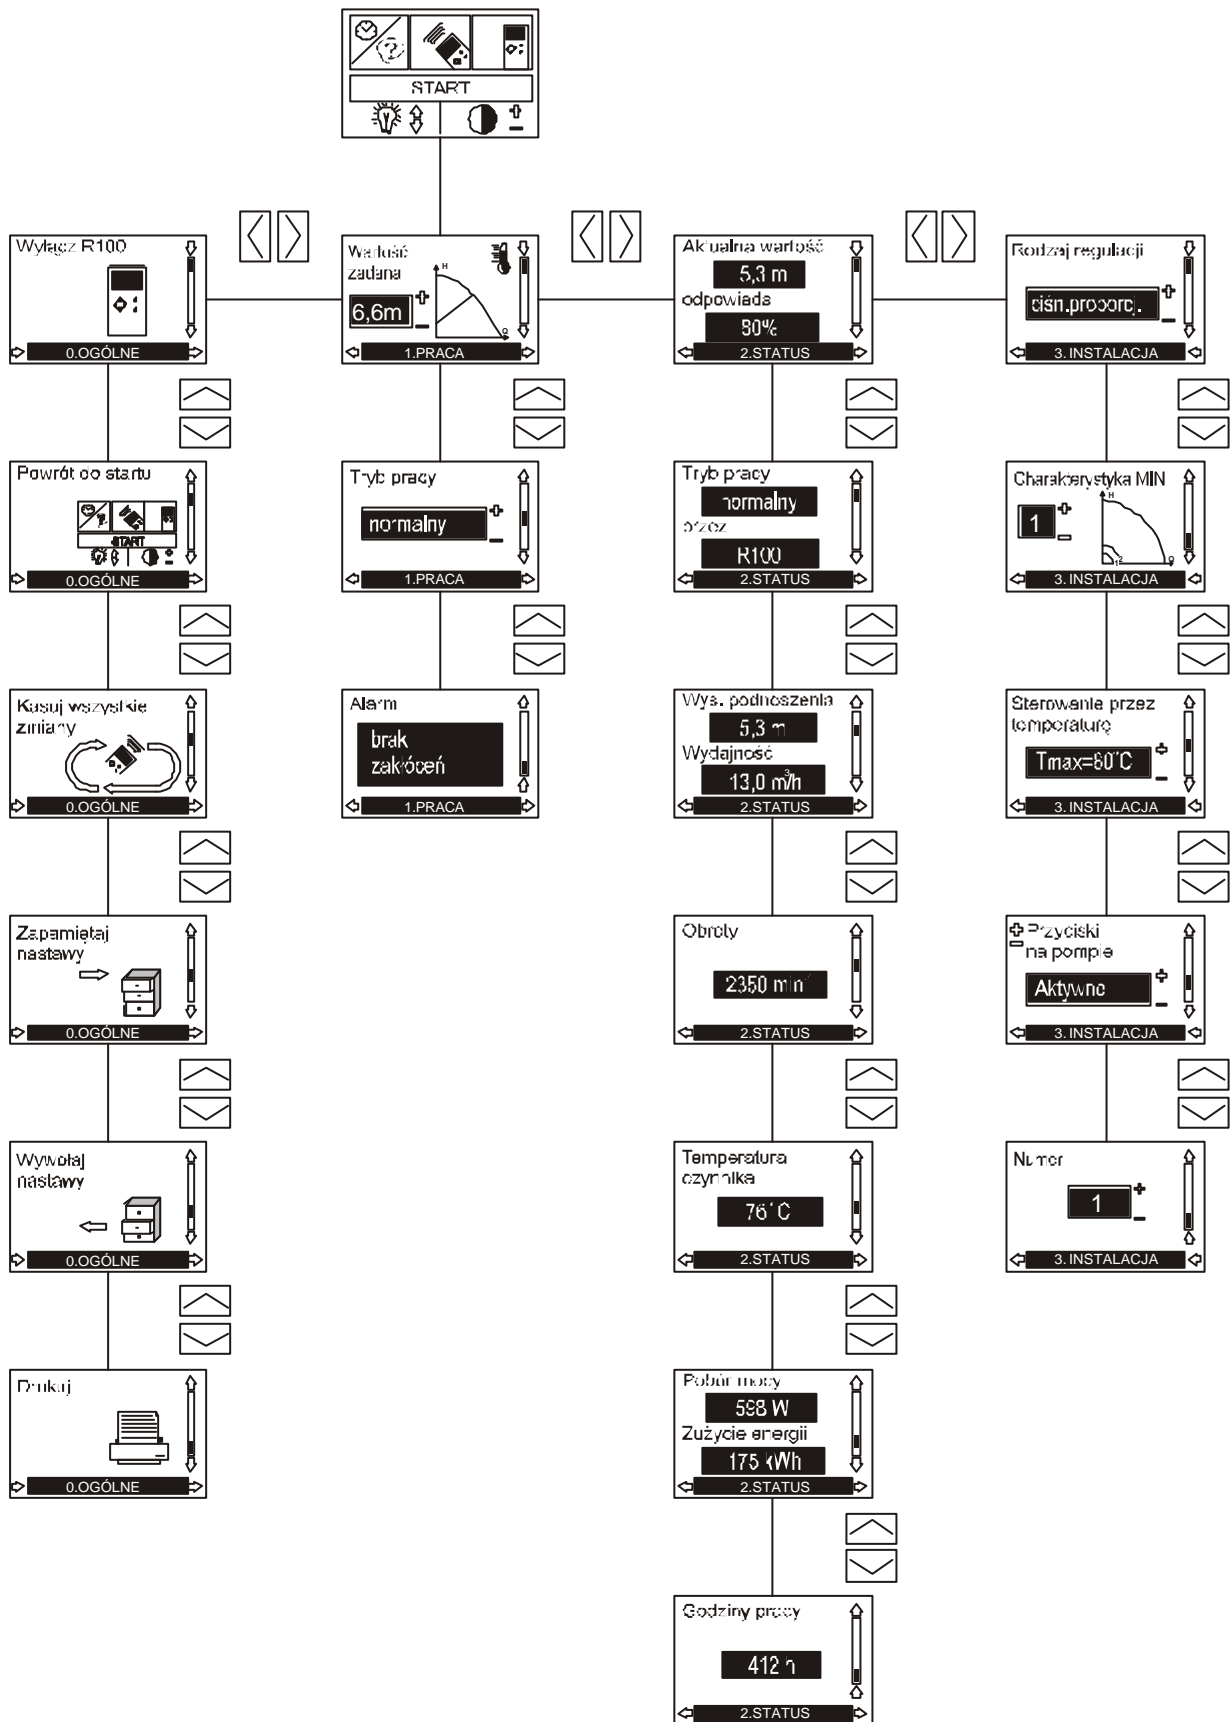 START
Wyłącz R100
0.OGÓLNE
Powrót do startu
START
0.OGÓLNE
Kasuj wszystkie
zmiany
0.OGÓLNE
Zapamiętaj
nastawy
0.OGÓLNE
Wywołaj
nastawy
0.OGÓLNE
Drukuj
0.OGÓLNE
Wartość
zadana
H
6,6m
Q
1.PRACA
Tryb pracy
normalny
1.PRACA
Alarm
brak
zakłóceń
1.PRACA
Aktualna wartość
5,3 m
odpowiada
80%
2.STATUS
Tryb pracy
normalny
przez
R100
2.STATUS
Wys. podnoszenia
5,3 m
Wydajność
13,0 m³/h
2.STATUS
Obroty
2350 min
2.STATUS
Temperatura
czynnika
76°C
2.STATUS
Pobór mocy
598 W
Zużycie energii
175 kWh
2.STATUS
Godziny pracy
412 h
2.STATUS
Rodzaj regulacji
ciśn.proporcj.
3. INSTALACJA
Charakterystyka MIN
H
1
1 2
Q
3. INSTALACJA
Sterowanie przez
temperaturę
Tmax=80°C
3. INSTALACJA
Przyciski
na pompie
Aktywne
3. INSTALACJA
Numer
1
3. INSTALACJA